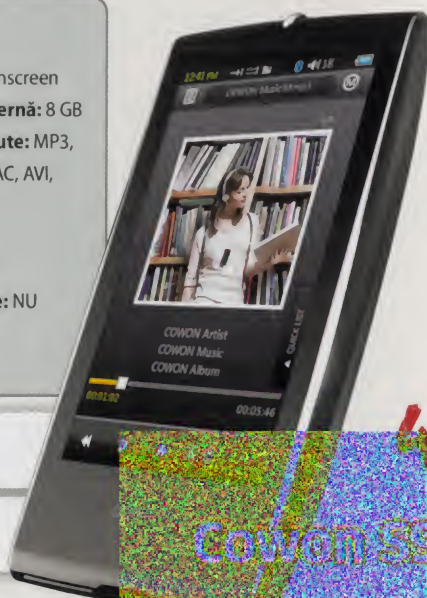 nscreen
ernă: 8 GB
ute: MP3,
AC, AVI,
e: NU
12:41 PM
18
COWON Artist
COWON Music
COWON Album
QUICK LIST
00:01:02
00:05:46
Cowon S9